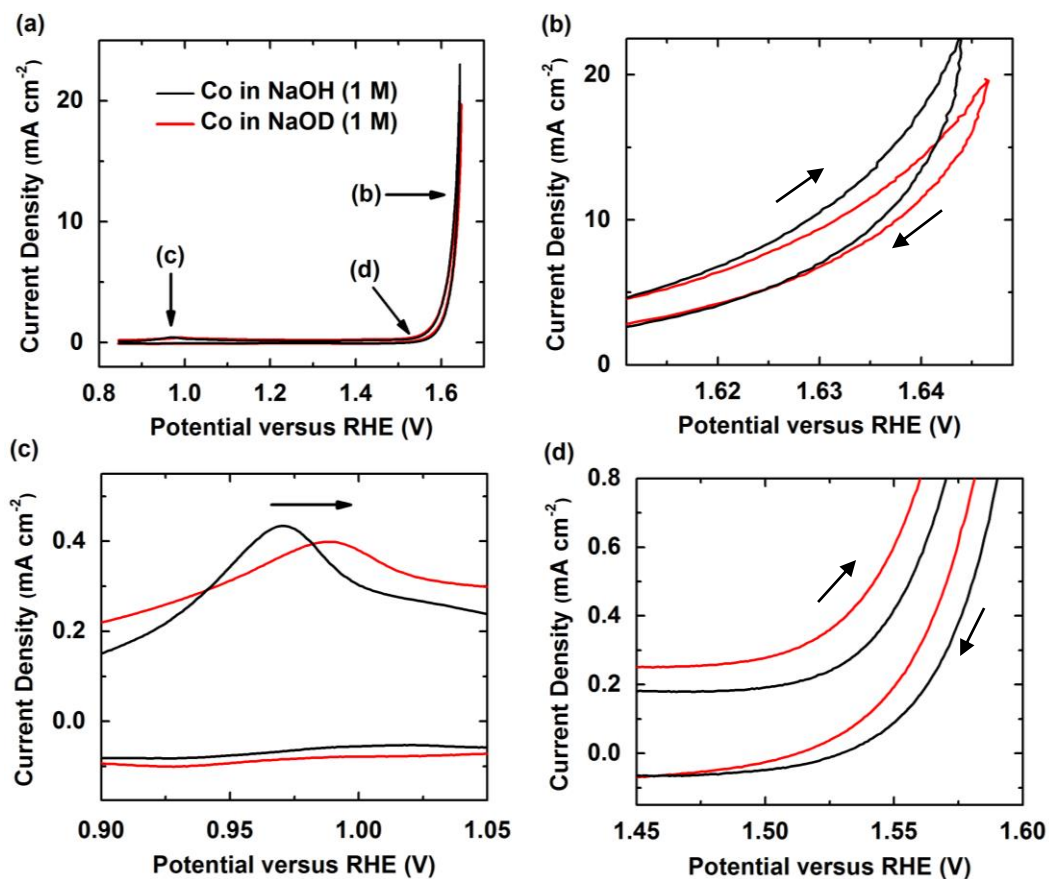 (a)
Current Density (mA cm-2)
20
10
0
Co in NaOH (1 M)
Co in NaOD (1 M)
(b)
(c)
(d)
0.8 1.0 1.2 1.4 1.6
Potential versus RHE (V)
(b)
Current Density (mA cm-2)
20
10
0
1.62 1.63 1.64
Potential versus RHE (V)
(c)
Current Density (mA cm-2)
0.4
0.2
0.0
0.90 0.95 1.00 1.05
Potential versus RHE (V)
(d)
Current Density (mA cm-2)
0.8
0.6
0.4
0.2
0.0
1.45 1.50 1.55 1.60
Potential versus RHE (V)